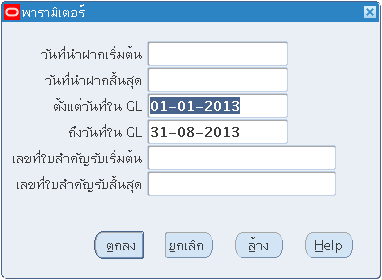 พารามิเตอร์
วันที่นำฝากเริ่มต้น
วันที่นำฝากสิ้นสุด
ตั้งแต่วันที่ใน GL 01-01-2013
ถึงวันที่ใน GL 31-08-2013
เลขที่ใบสำคัญรับเริ่มต้น
เลขที่ใบสำคัญรับสิ้นสุด
ตกลง ยกเลิก ล้าง Help